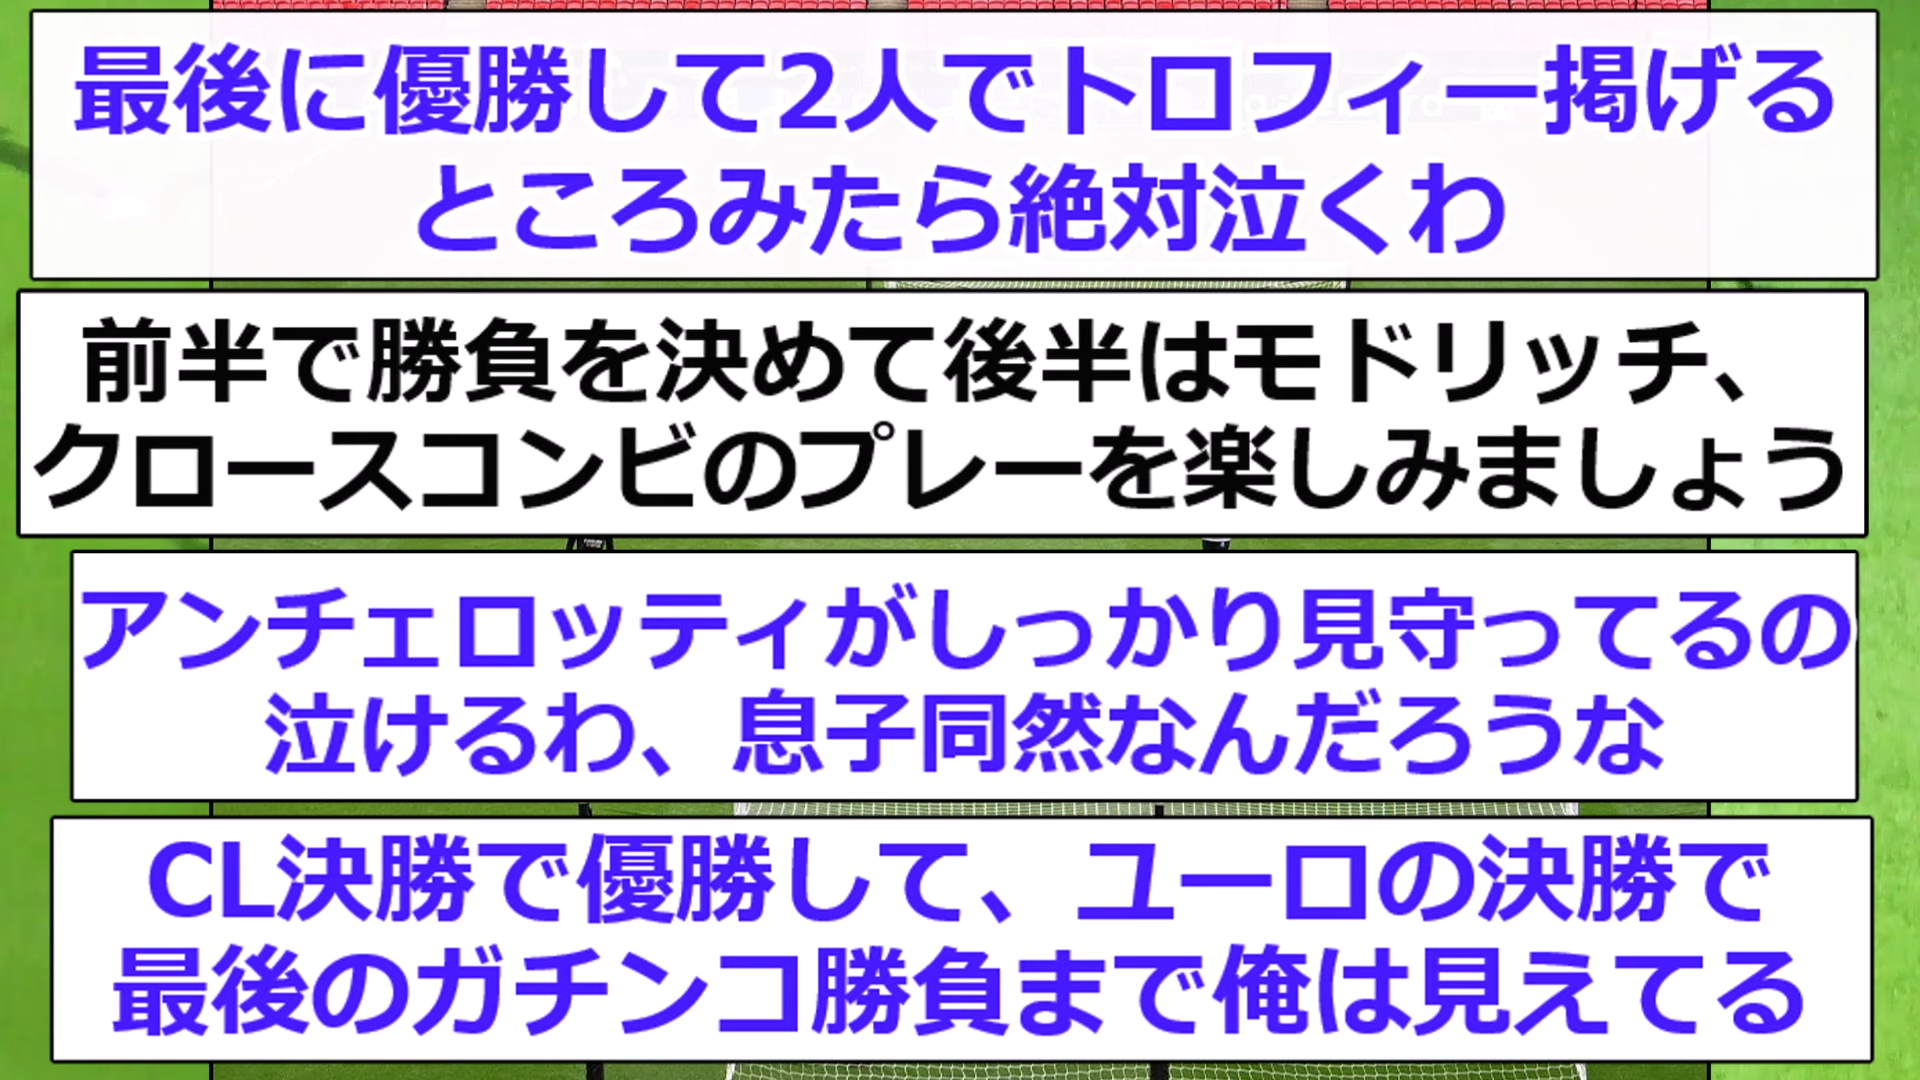 最後に優勝して2人でトロフィー掲げる
ところみたら絶対泣くわ
前半で勝負を決めて後半はモドリッチ、
クロースコンビのプレーを楽しみましょう
アンチェロッティがしっかり見守ってるの
泣けるわ、息子同然なんだろうな
CL決勝で優勝して、ユーロの決勝で
最後のガチンコ勝負まで俺は見えてる